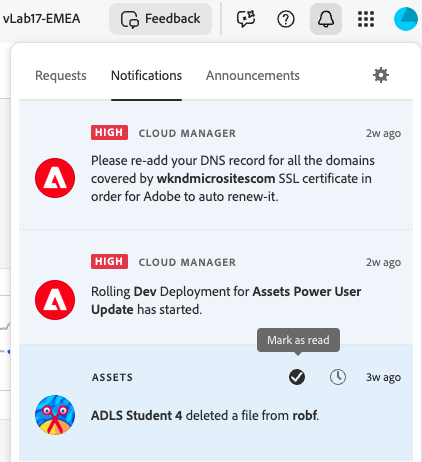 vLab17-EMEA
Feedback
Requests
Notifications
Announcements
HIGH CLOUD MANAGER 2w ago
Please re-add your DNS record for all the domains
covered by wkndmicrositescom SSL certificate in
order for Adobe to auto renew-it.
HIGH CLOUD MANAGER 2w ago
Rolling Dev Deployment for Assets Power User
Update has started.
Mark as read
ASSETS 3w ago
ADLS Student 4 deleted a file from robf.